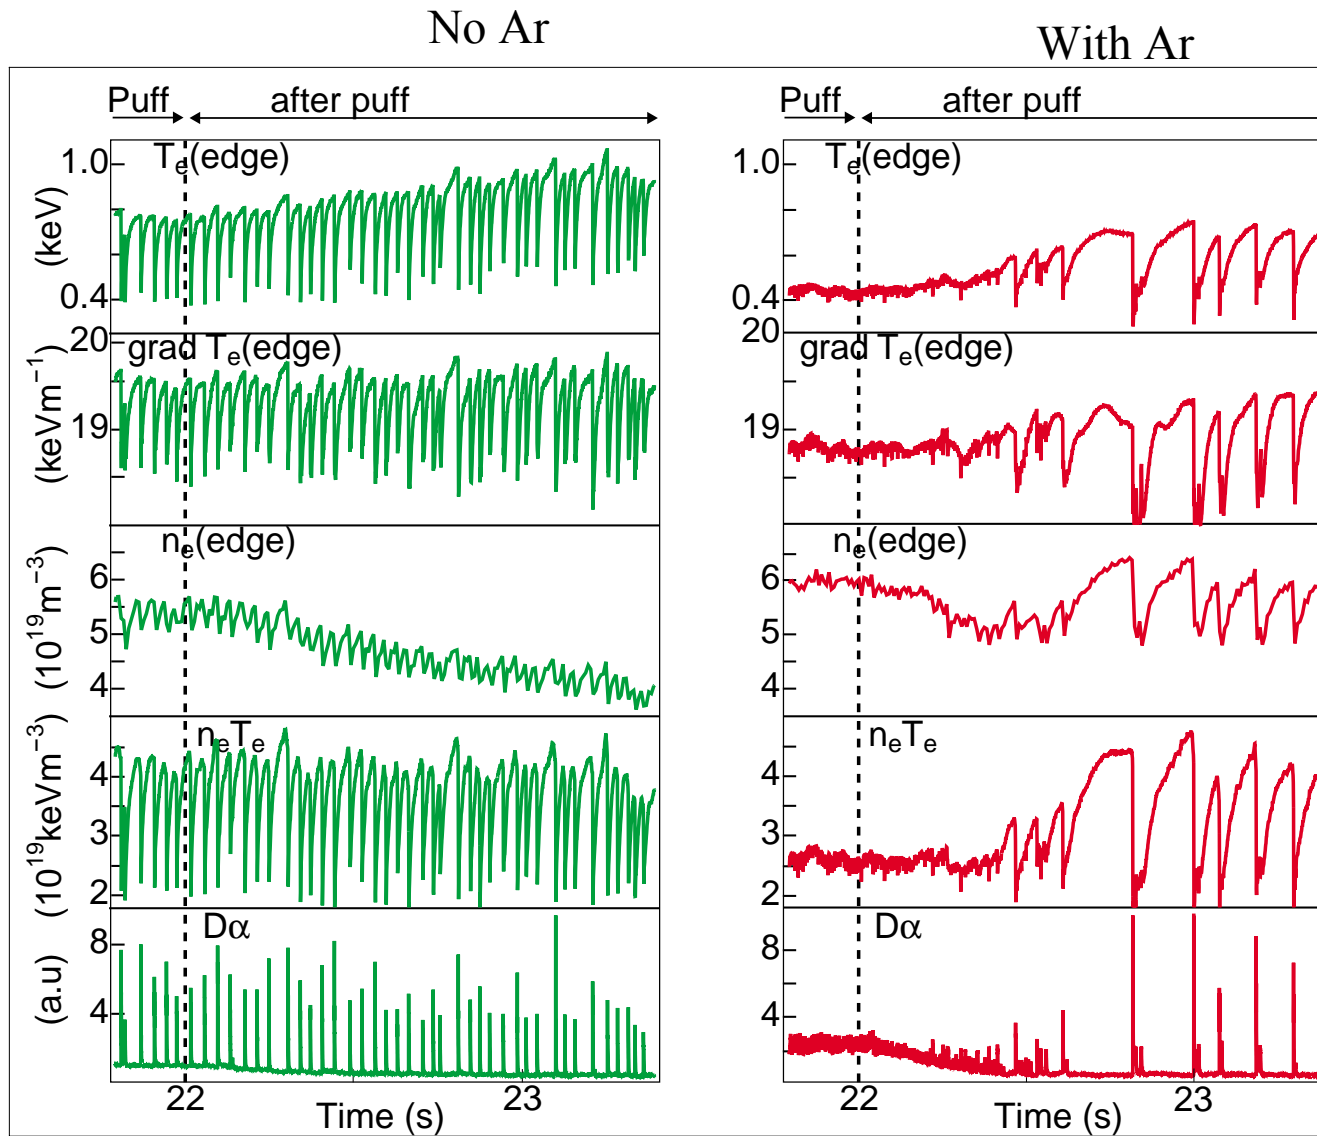 No Ar
With Ar
Puff
after puff
Puff
after puff
Tₑ(edge)
1.0
0.4
(keV)
Tₑ(edge)
1.0
0.4
grad Tₑ(edge)
20
19
(keVm⁻¹)
grad Tₑ(edge)
20
19
nₑ(edge)
6
5
4
(10¹⁹m⁻³)
nₑ(edge)
6
5
4
nₑTₑ
4
3
2
(10¹⁹keVm⁻³)
nₑTₑ
4
3
2
Dα
8
4
(a.u)
Dα
8
4
22
23
Time (s)
22
23
Time (s)